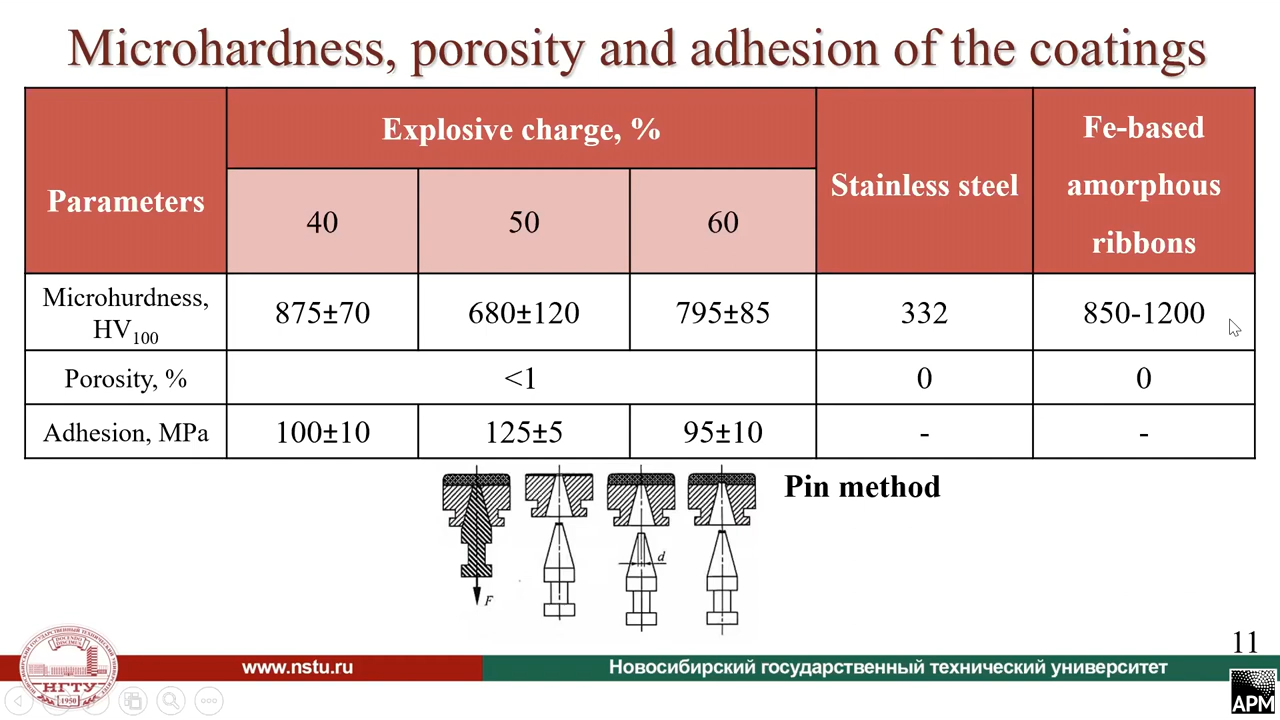 Microhardness, porosity and adhesion of the coatings
Parameters
Explosive charge, %
Stainless steel
Fe-based
amorphous
ribbons
40
50
60
Microhurdness,
HV100
875±70
680±120
795±85
332
850-1200
Porosity, %
<1
0
0
Adhesion, MPa
100±10
125±5
95±10
-
-
Pin method
d
F
11
www.nstu.ru
Новосибирский государственный технический университет
НГТУ
1950
APM